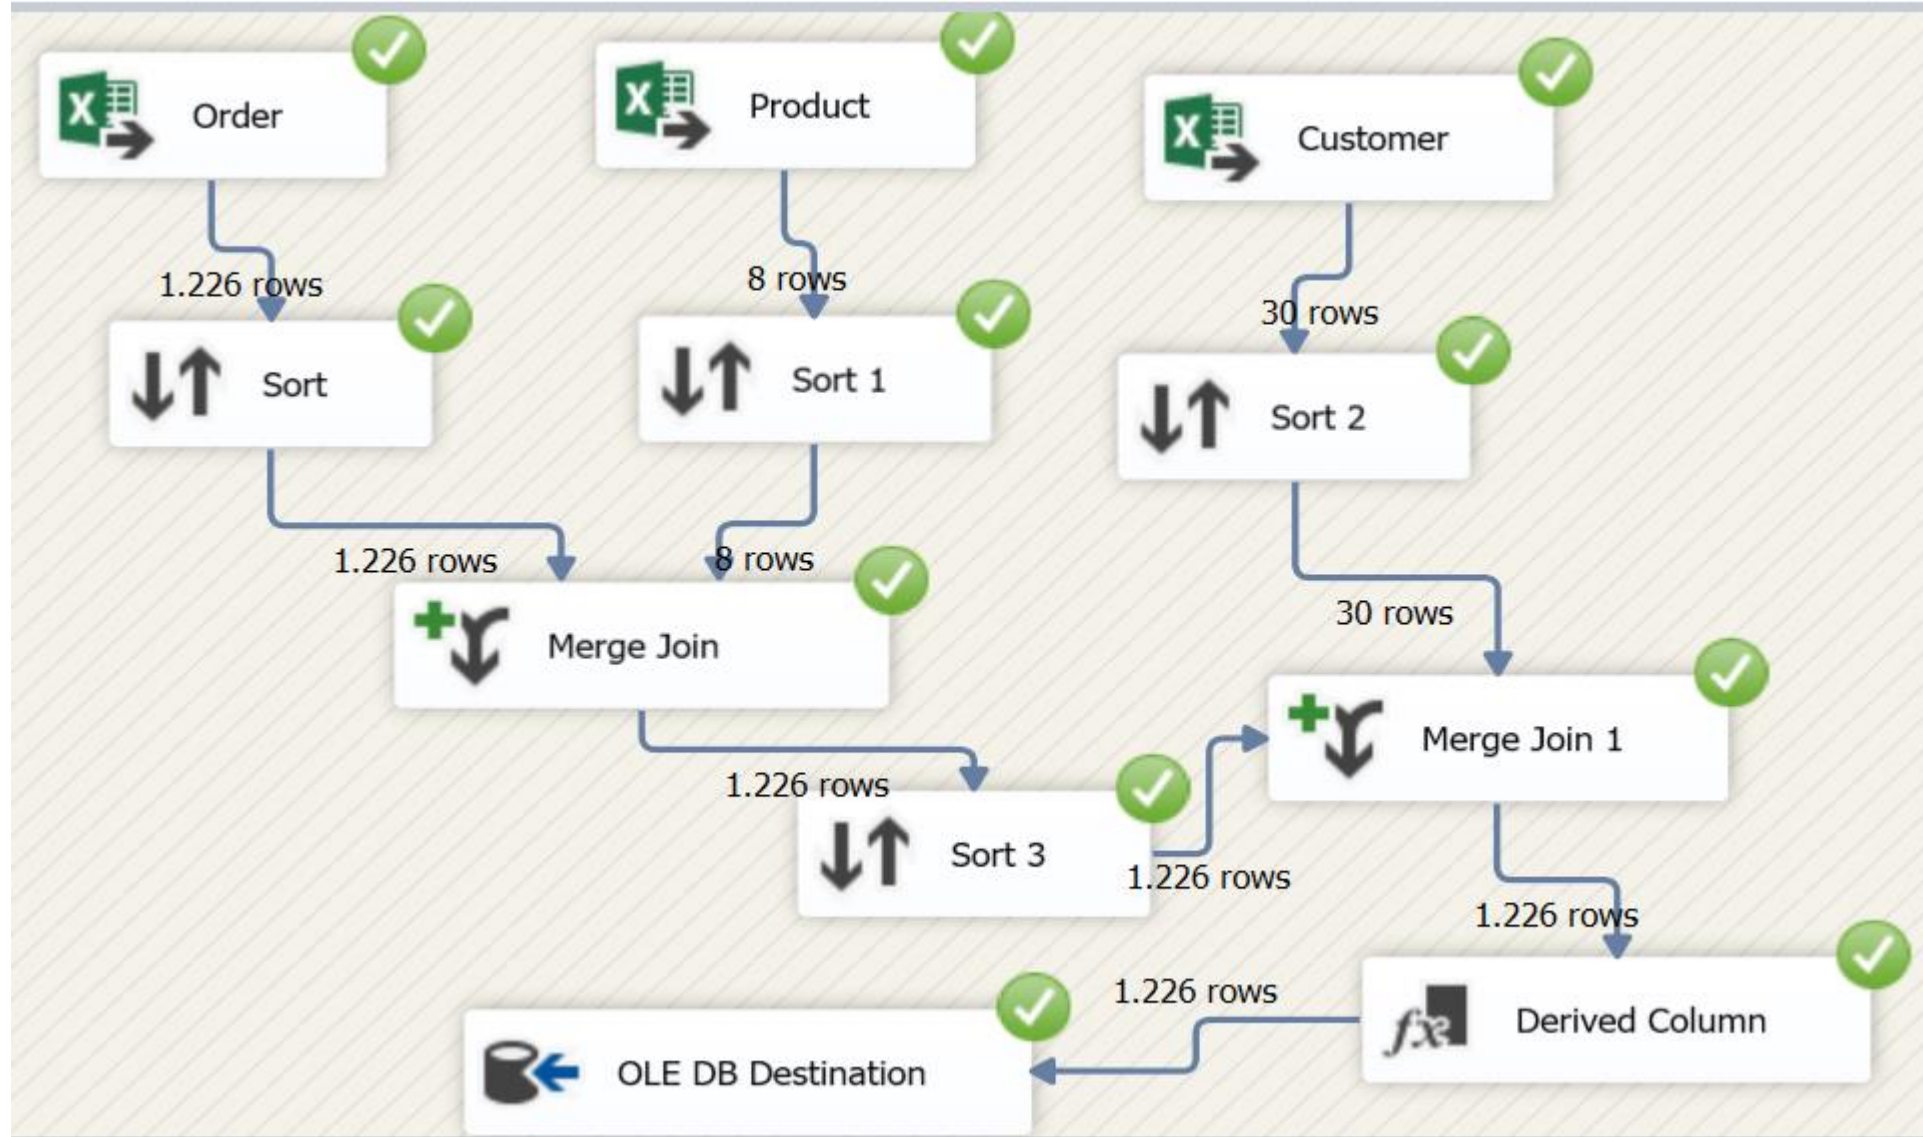 Order
Product
Customer
1.226 rows
8 rows
30 rows
Sort
Sort 1
Sort 2
1.226 rows
8 rows
30 rows
Merge Join
Merge Join 1
1.226 rows
Sort 3
1.226 rows
1.226 rows
1.226 rows
Derived Column
OLE DB Destination